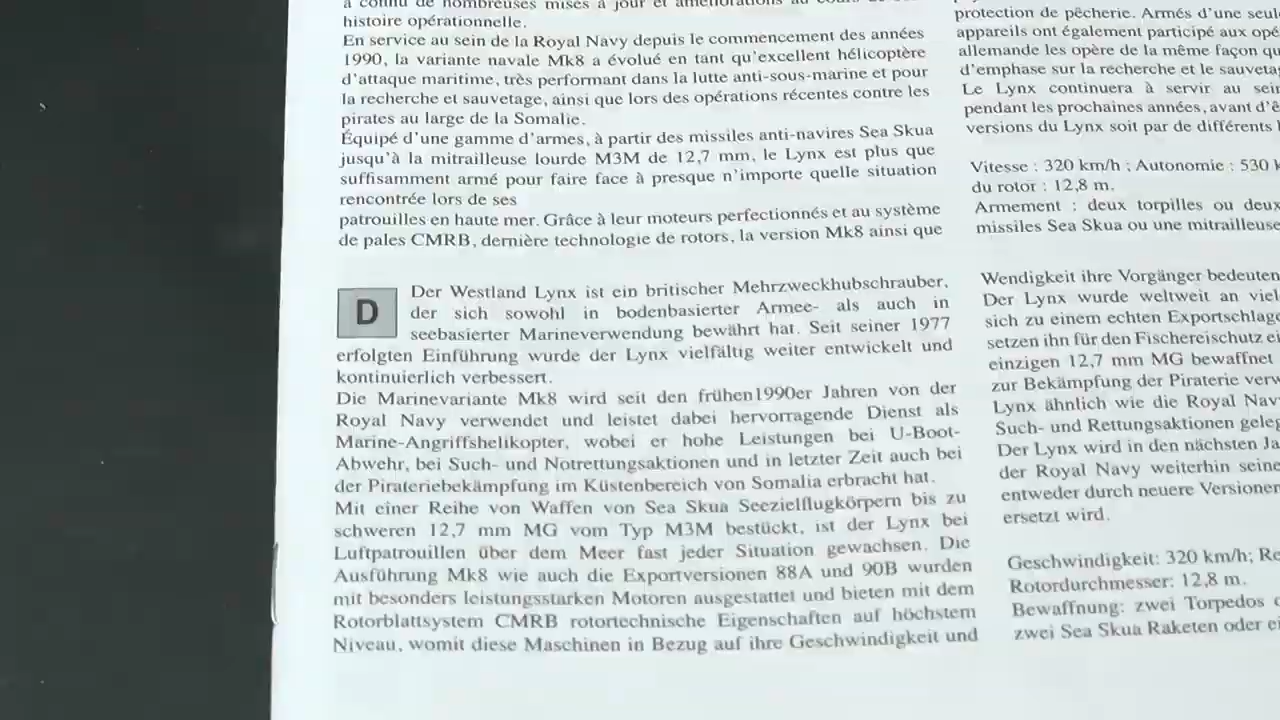 a connu de nombreuses mises à jour et améliorations au cours de
histoire opérationnelle.
En service au sein de la Royal Navy depuis le commencement des années
1990, la variante navale Mk8 a évolué en tant qu'excellent hélicoptère
d'attaque maritime, très performant dans la lutte anti-sous-marine et pour
la recherche et sauvetage, ainsi que lors des opérations récentes contre les
pirates au large de la Somalie.
Équipé d'une gamme d'armes, à partir des missiles anti-navires Sea Skua
jusqu'à la mitrailleuse lourde M3M de 12,7 mm, le Lynx est plus que
suffisamment armé pour faire face à presque n'importe quelle situation
rencontrée lors de ses
patrouilles en haute mer. Grâce à leur moteurs perfectionnés et au système
de pales CMRB, dernière technologie de rotors, la version Mk8 ainsi que
protection de pêcherie. Armés d'une seul
appareils ont également participé aux opé
allemande les opère de la même façon qu
d'emphase sur la recherche et le sauveta
Le Lynx continuera à servir au sein
pendant les prochaines années, avant d'ê
versions du Lynx soit par de différents
Vitesse : 320 km/h ; Autonomie : 530 k
du rotor : 12,8 m.
Armement : deux torpilles ou deux
missiles Sea Skua ou une mitrailleuse
D
Der Westland Lynx ist ein britischer Mehrzweckhubschrauber,
der sich sowohl in bodenbasierter Armee- als auch in
seebasierter Marineverwendung bewährt hat. Seit seiner 1977
erfolgten Einführung wurde der Lynx vielfältig weiter entwickelt und
kontinuierlich verbessert.
Die Marinevariante Mk8 wird seit den frühen1990er Jahren von der
Royal Navy verwendet und leistet dabei hervorragende Dienst als
Marine-Angriffshelikopter, wobei er hohe Leistungen bei U-Boot-
Abwehr, bei Such- und Notrettungsaktionen und in letzter Zeit auch bei
der Pirateriebekämpfung im Küstenbereich von Somalia erbracht hat.
Mit einer Reihe von Waffen von Sea Skua Seezielflugkörpern bis zu
schweren 12,7 mm MG vom Typ M3M bestückt, ist der Lynx bei
Luftpatrouillen über dem Meer fast jeder Situation gewachsen. Die
Ausführung Mk8 wie auch die Exportversionen 88A und 90B wurden
mit besonders leistungsstarken Motoren ausgestattet und bieten mit dem
Rotorblattsystem CMRB rotortechnische Eigenschaften auf höchstem
Niveau, womit diese Maschinen in Bezug auf ihre Geschwindigkeit und
Wendigkeit ihre Vorgänger bedeuten
Der Lynx wurde weltweit an viel
sich zu einem echten Exportschlage
setzen ihn für den Fischereischutz ei
einzigen 12,7 mm MG bewaffnet
zur Bekämpfung der Piraterie verw
Lynx ähnlich wie die Royal Nav
Such- und Rettungsaktionen geleg
Der Lynx wird in den nächsten Ja
der Royal Navy weiterhin seine
entweder durch neuere Versionen
ersetzt wird.
Geschwindigkeit: 320 km/h; Re
Rotordurchmesser: 12,8 m.
Bewaffnung: zwei Torpedos
zwei Sea Skua Raketen oder ei